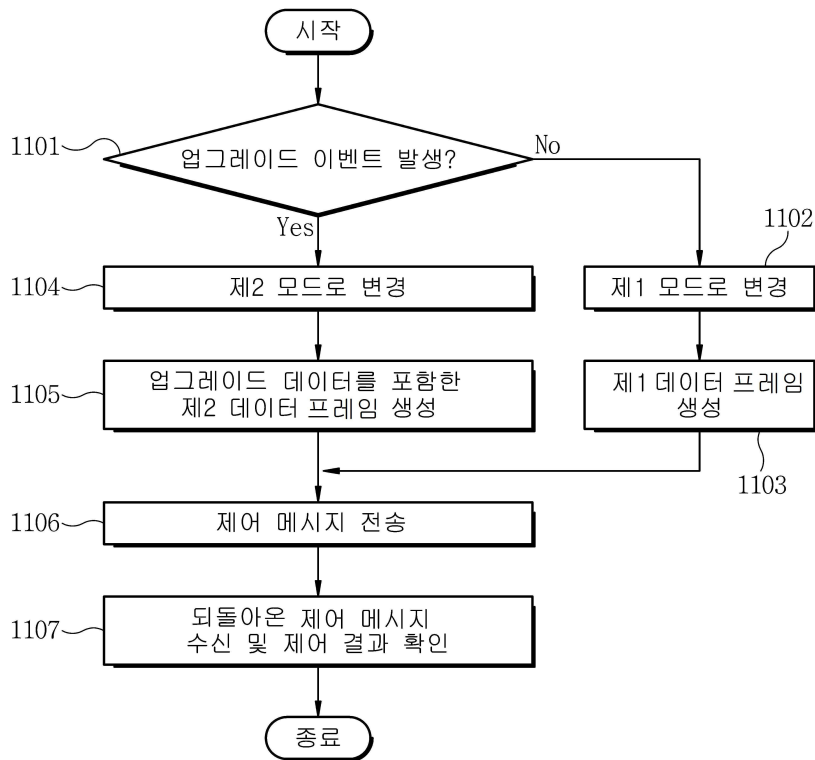 시작
1101
업그레이드 이벤트 발생?
No
Yes
1102
1104
제2 모드로 변경
제1 모드로 변경
1105
업그레이드 데이터를 포함한
제2 데이터 프레임 생성
제1 데이터 프레임
생성
1103
1106
제어 메시지 전송
1107
되돌아온 제어 메시지
수신 및 제어 결과 확인
종료